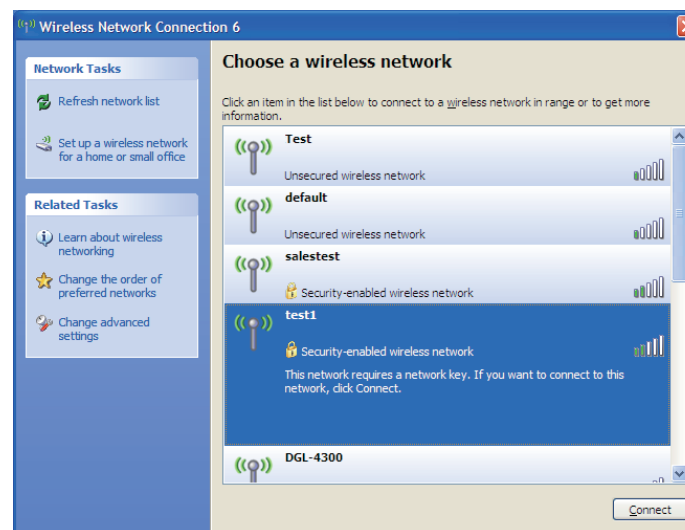 Wireless Network Connection 6
Network Tasks
Refresh network list
Set up a wireless network
for a home or small office
Related Tasks
Learn about wireless
networking
Change the order of
preferred networks
Change advanced
settings
Choose a wireless network
Click an item in the list below to connect to a wireless network in range or to get more
information.
Test
Unsecured wireless network
default
Unsecured wireless network
salestest
Security-enabled wireless network
test1
Security-enabled wireless network
This network requires a network key. If you want to connect to this
network, click Connect.
DGL-4300
Connect